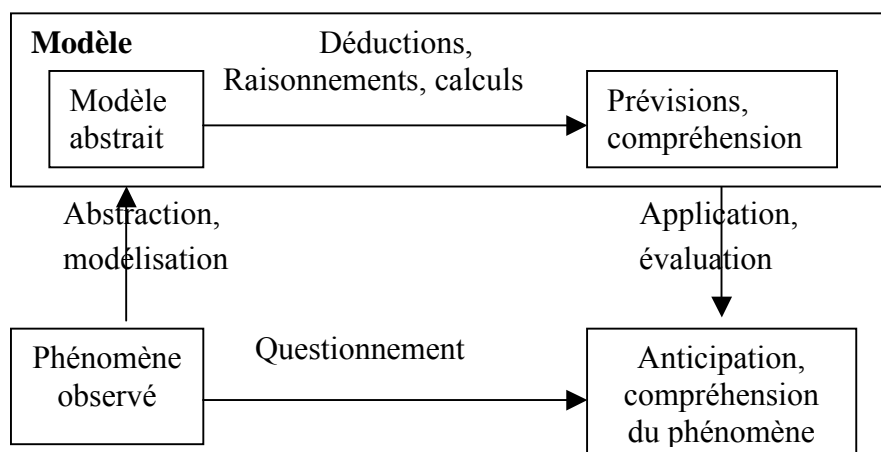 Modèle
Déductions,
Raisonnements, calculs
Modèle
abstrait
Prévisions,
compréhension
Abstraction,
modélisation
Application,
évaluation
Phénomène
observé
Questionnement
Anticipation,
compréhension
du phénomène